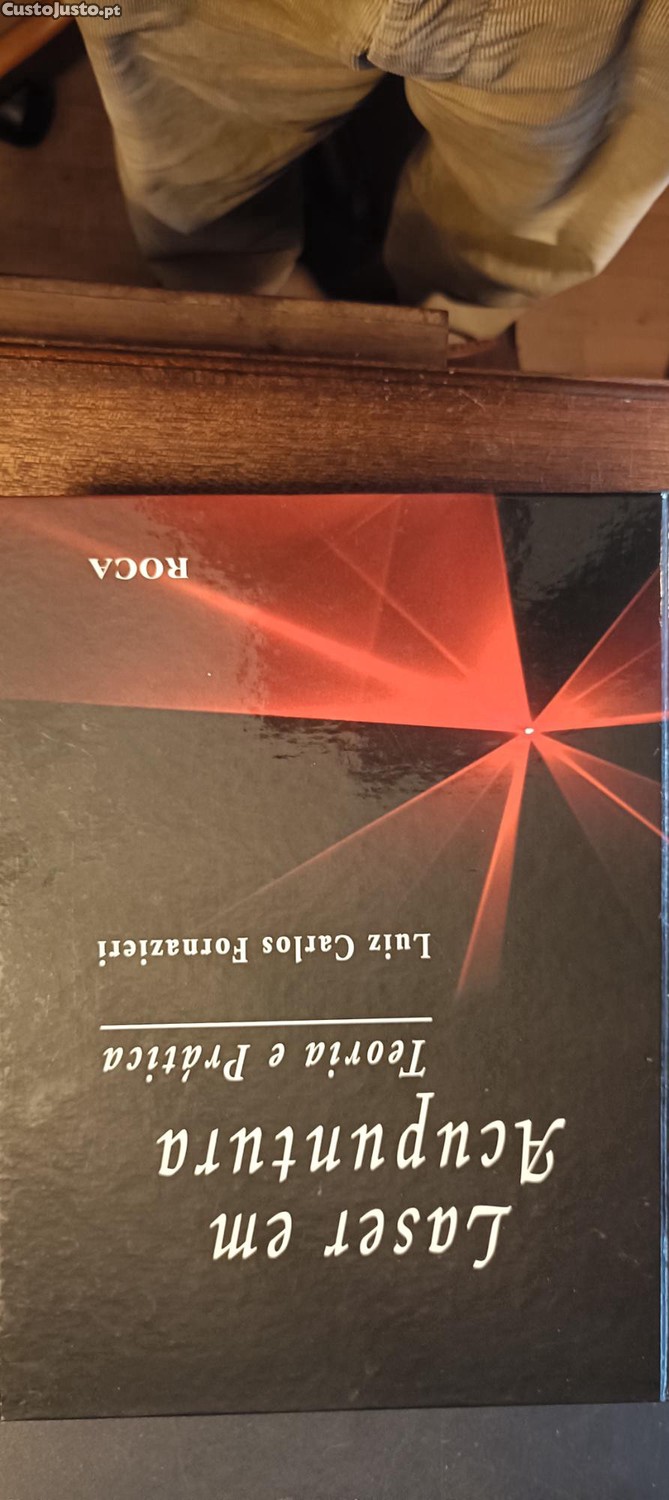 CustoJusto.pt
Laser em
Acupuntura
Teoria e Prática
Luiz Carlos Fornazieri
ROCA